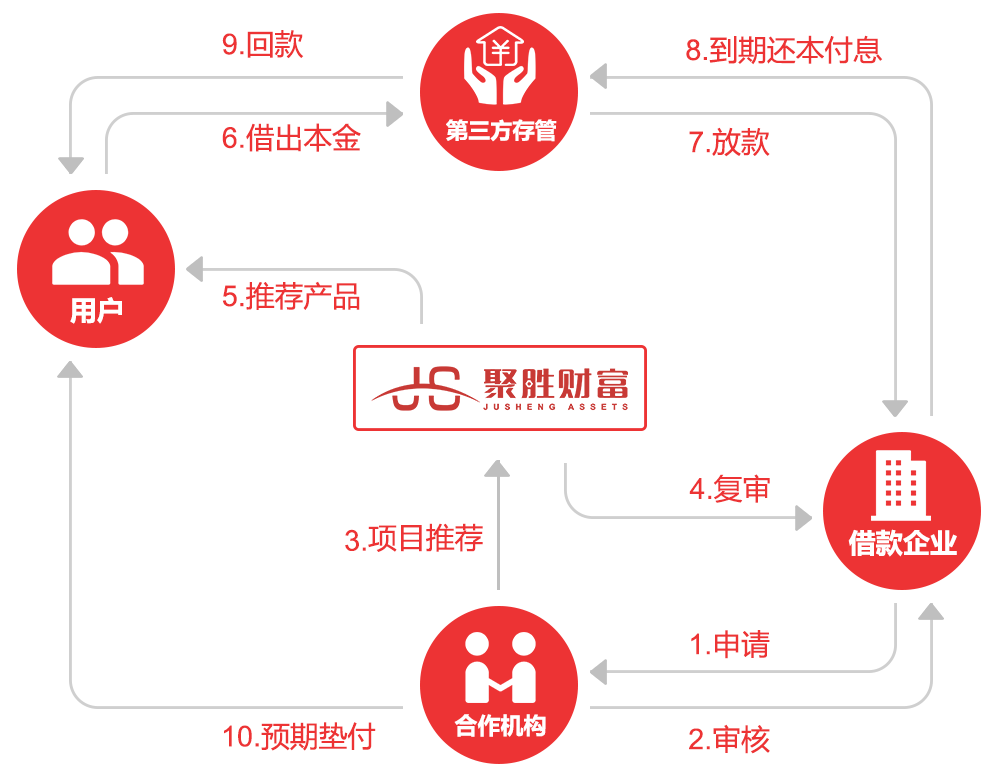 9.回款
8.到期还本付息
第三方存管
6.借出本金
7.放款
用户
5.推荐产品
JS 聚胜财富
JUSHENG ASSETS
4.复审
3.项目推荐
借款企业
1.申请
合作机构
10.预期垫付
2.审核